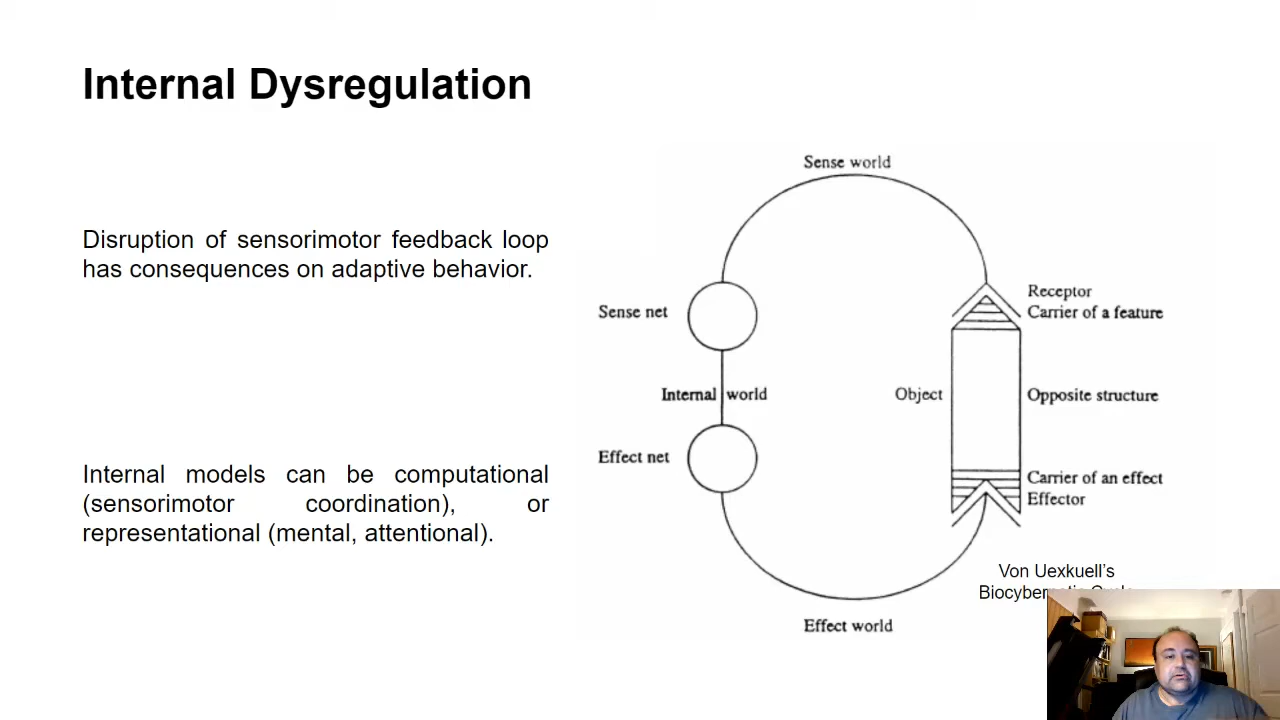 Internal Dysregulation
Disruption of sensorimotor feedback loop
has consequences on adaptive behavior.
Internal models can be computational
(sensorimotor coordination), or
representational (mental, attentional).
Sense world
Sense net
Internal world
Effect net
Effect world
Object
Receptor
Carrier of a feature
Opposite structure
Carrier of an effect
Effector
Von Uexkuell’s